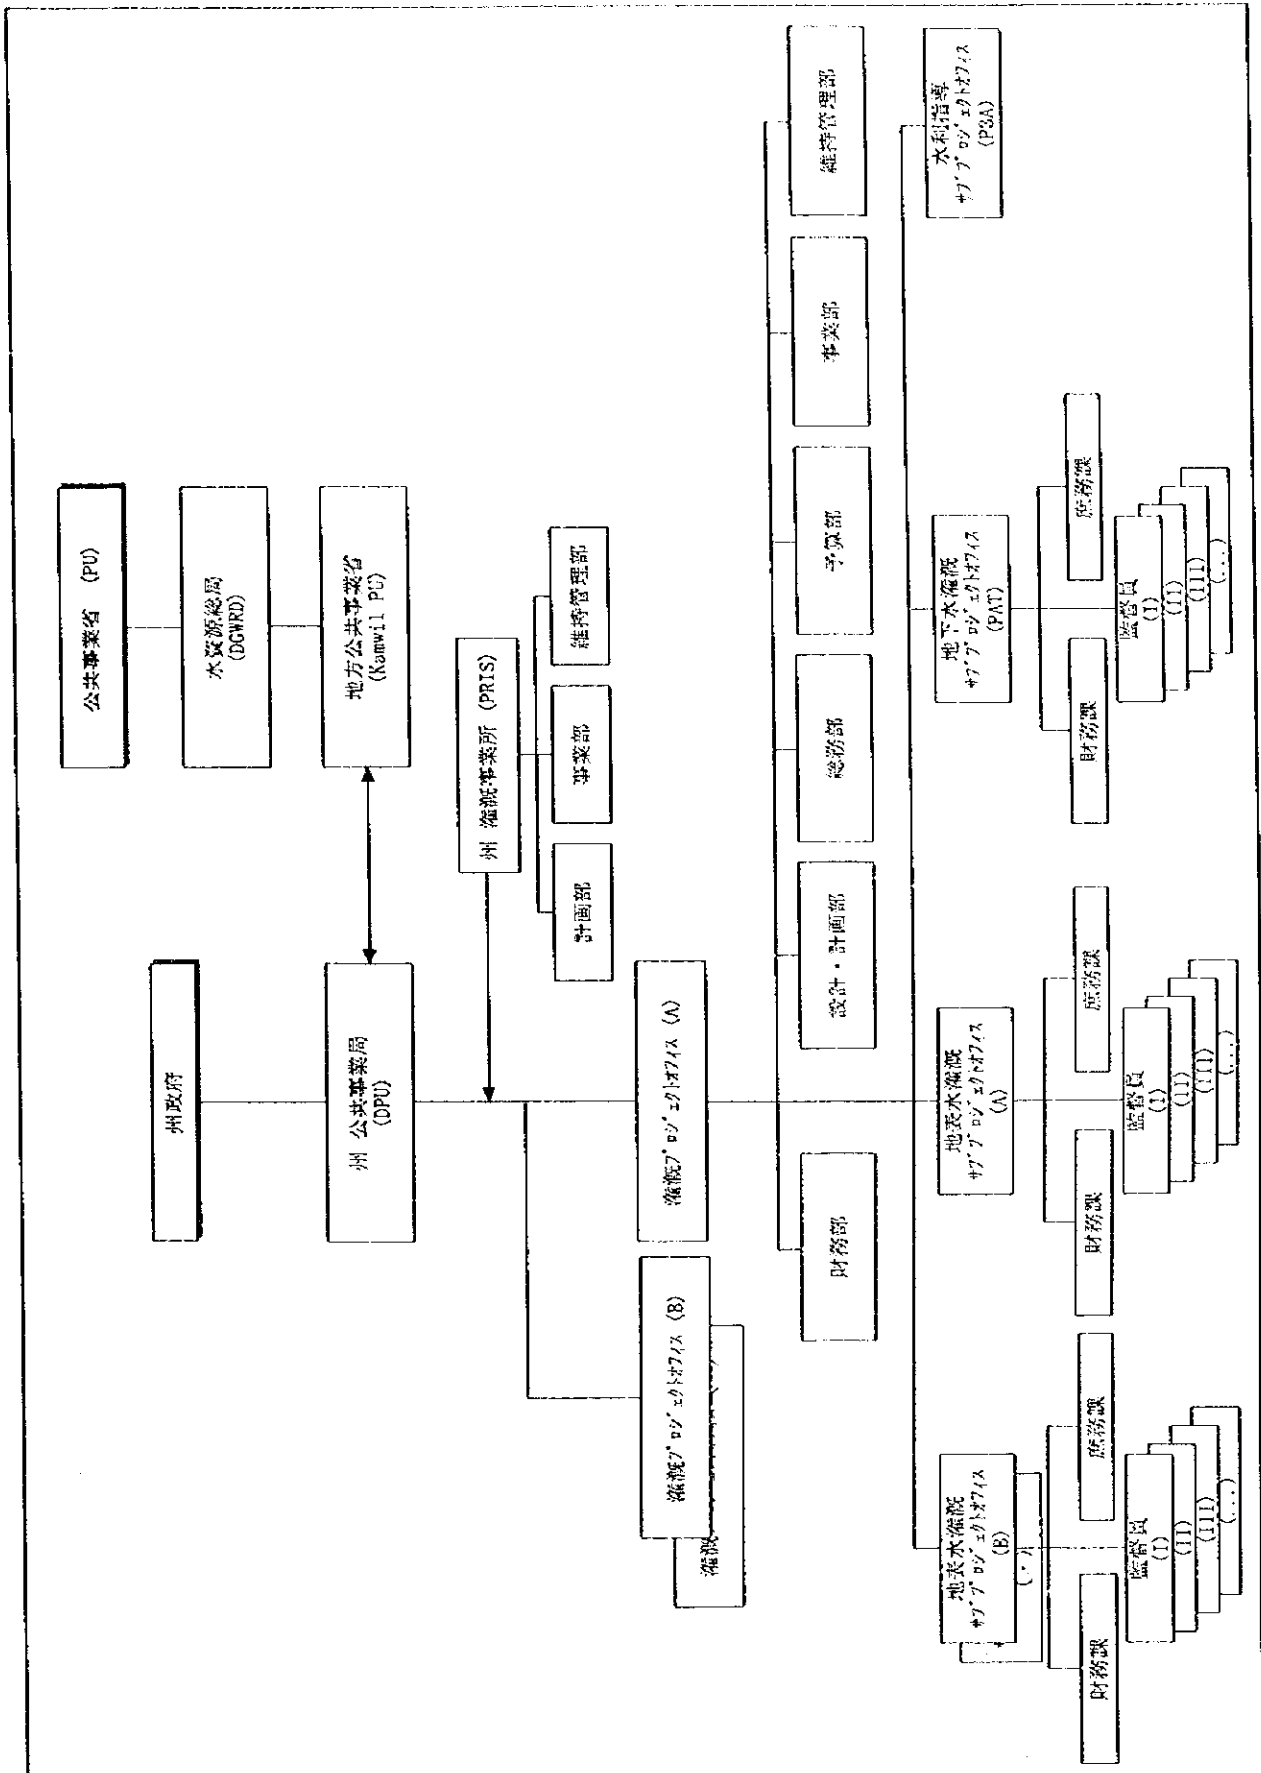 州政府
公共事業省 (PU)
水資源総局
(DGWRD)
州 公共事業局
(DPU)
地方公共事業省
(Kamwil PU)
州 灌漑事業所 (PRIS)
計画部
事業部
維持管理部
灌漑プロジェクトオフィス (B)
灌漑プロジェクトオフィス (A)
灌漑
財務部
設計・計画部
総務部
予算部
事業部
維持管理部
地表水灌漑
サブプロジェクトオフィス
(B)
地表水灌漑
サブプロジェクトオフィス
(A)
地下水灌漑
サブプロジェクトオフィス
(PAT)
水利指導
サブプロジェクトオフィス
(P3A)
財務課
庶務課
財務課
庶務課
財務課
庶務課
監督員
(I)
(II)
(III)
(...)
監督員
(I)
(II)
(III)
(...)
監督員
(I)
(II)
(III)
(...)